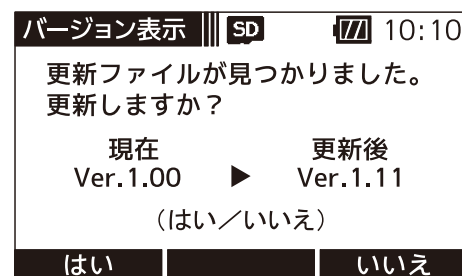 バージョン表示 SD 10:10
更新ファイルが見つかりました。
更新しますか？
現在 更新後
Ver.1.00 ▶ Ver.1.11
（はい／いいえ）
はい いいえ